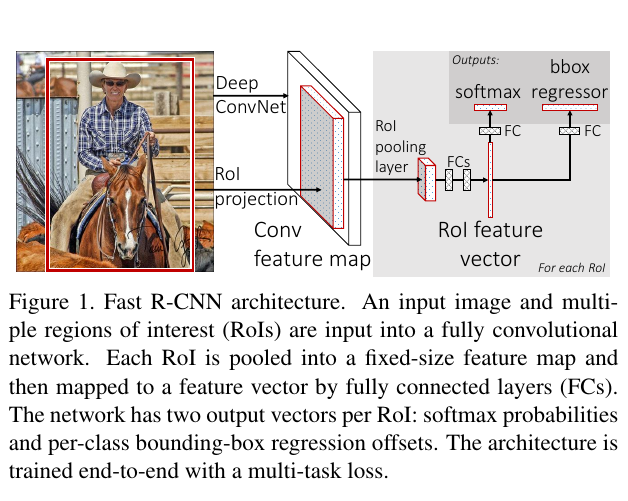 Outputs:
bbox
softmax regressor
Deep
ConvNet
FC FC
RoI
pooling
layer
FCs
RoI
projection
Conv
feature map
RoI feature
vector
For each RoI
Figure 1. Fast R-CNN architecture. An input image and multi-
ple regions of interest (RoIs) are input into a fully convolutional
network. Each RoI is pooled into a fixed-size feature map and
then mapped to a feature vector by fully connected layers (FCs).
The network has two output vectors per RoI: softmax probabilities
and per-class bounding-box regression offsets. The architecture is
trained end-to-end with a multi-task loss.